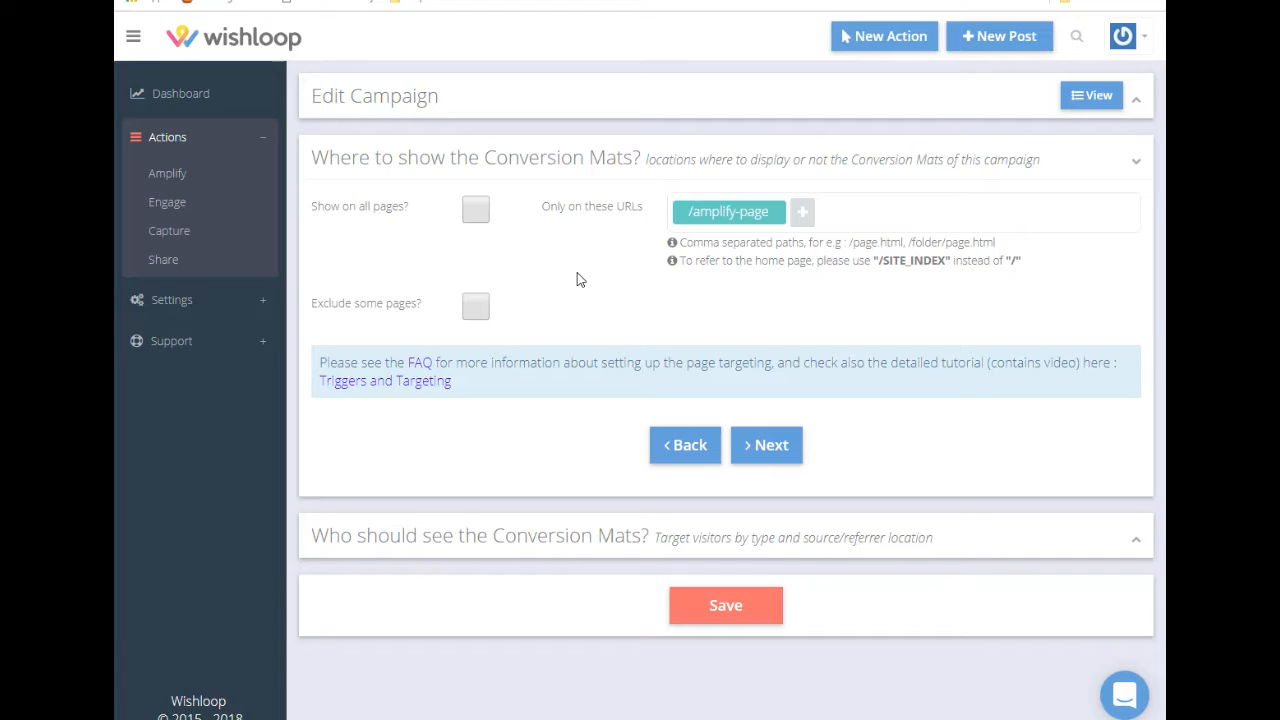 wishloop
New Action
New Post
Dashboard
Actions
Amplify
Engage
Capture
Share
Settings
Support
Wishloop
© 2015 - 2018
Edit Campaign
View
Where to show the Conversion Mats? locations where to display or not the Conversion Mats of this campaign
Show on all pages?
Only on these URLs
/amplify-page
Comma separated paths, for e.g : /page.html, /folder/page.html
To refer to the home page, please use "/SITE_INDEX" instead of "/"
Exclude some pages?
Please see the FAQ for more information about setting up the page targeting, and check also the detailed tutorial (contains video) here :
Triggers and Targeting
Back
Next
Who should see the Conversion Mats? Target visitors by type and source/referrer location
Save